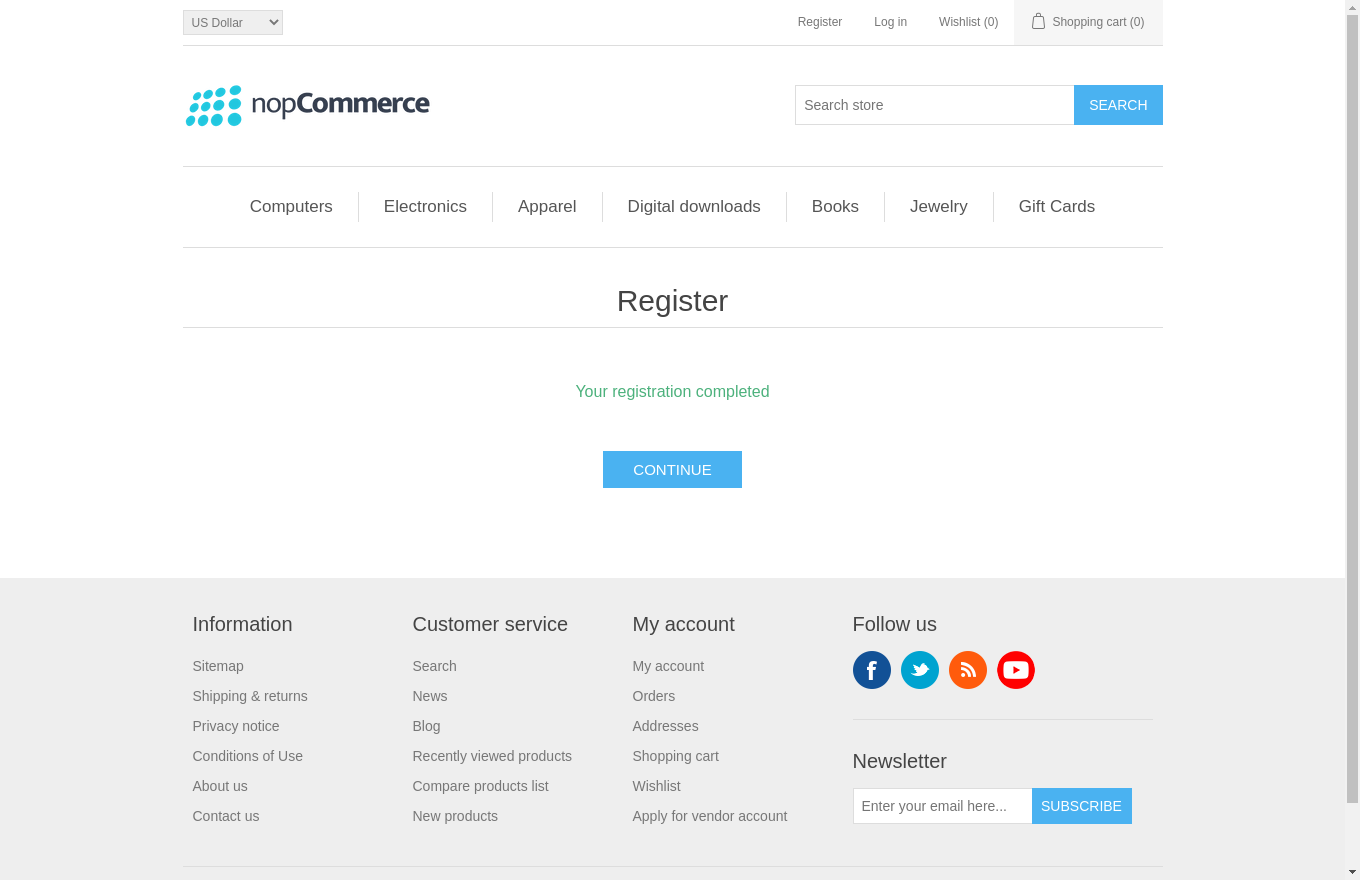 US Dollar
Register
Log in
Wishlist (0)
Shopping cart (0)
nopCommerce
Search store
SEARCH
Computers
Electronics
Apparel
Digital downloads
Books
Jewelry
Gift Cards
Register
Your registration completed
CONTINUE
Information
Sitemap
Shipping & returns
Privacy notice
Conditions of Use
About us
Contact us
Customer service
Search
News
Blog
Recently viewed products
Compare products list
New products
My account
My account
Orders
Addresses
Shopping cart
Wishlist
Apply for vendor account
Follow us
Newsletter
Enter your email here...
SUBSCRIBE